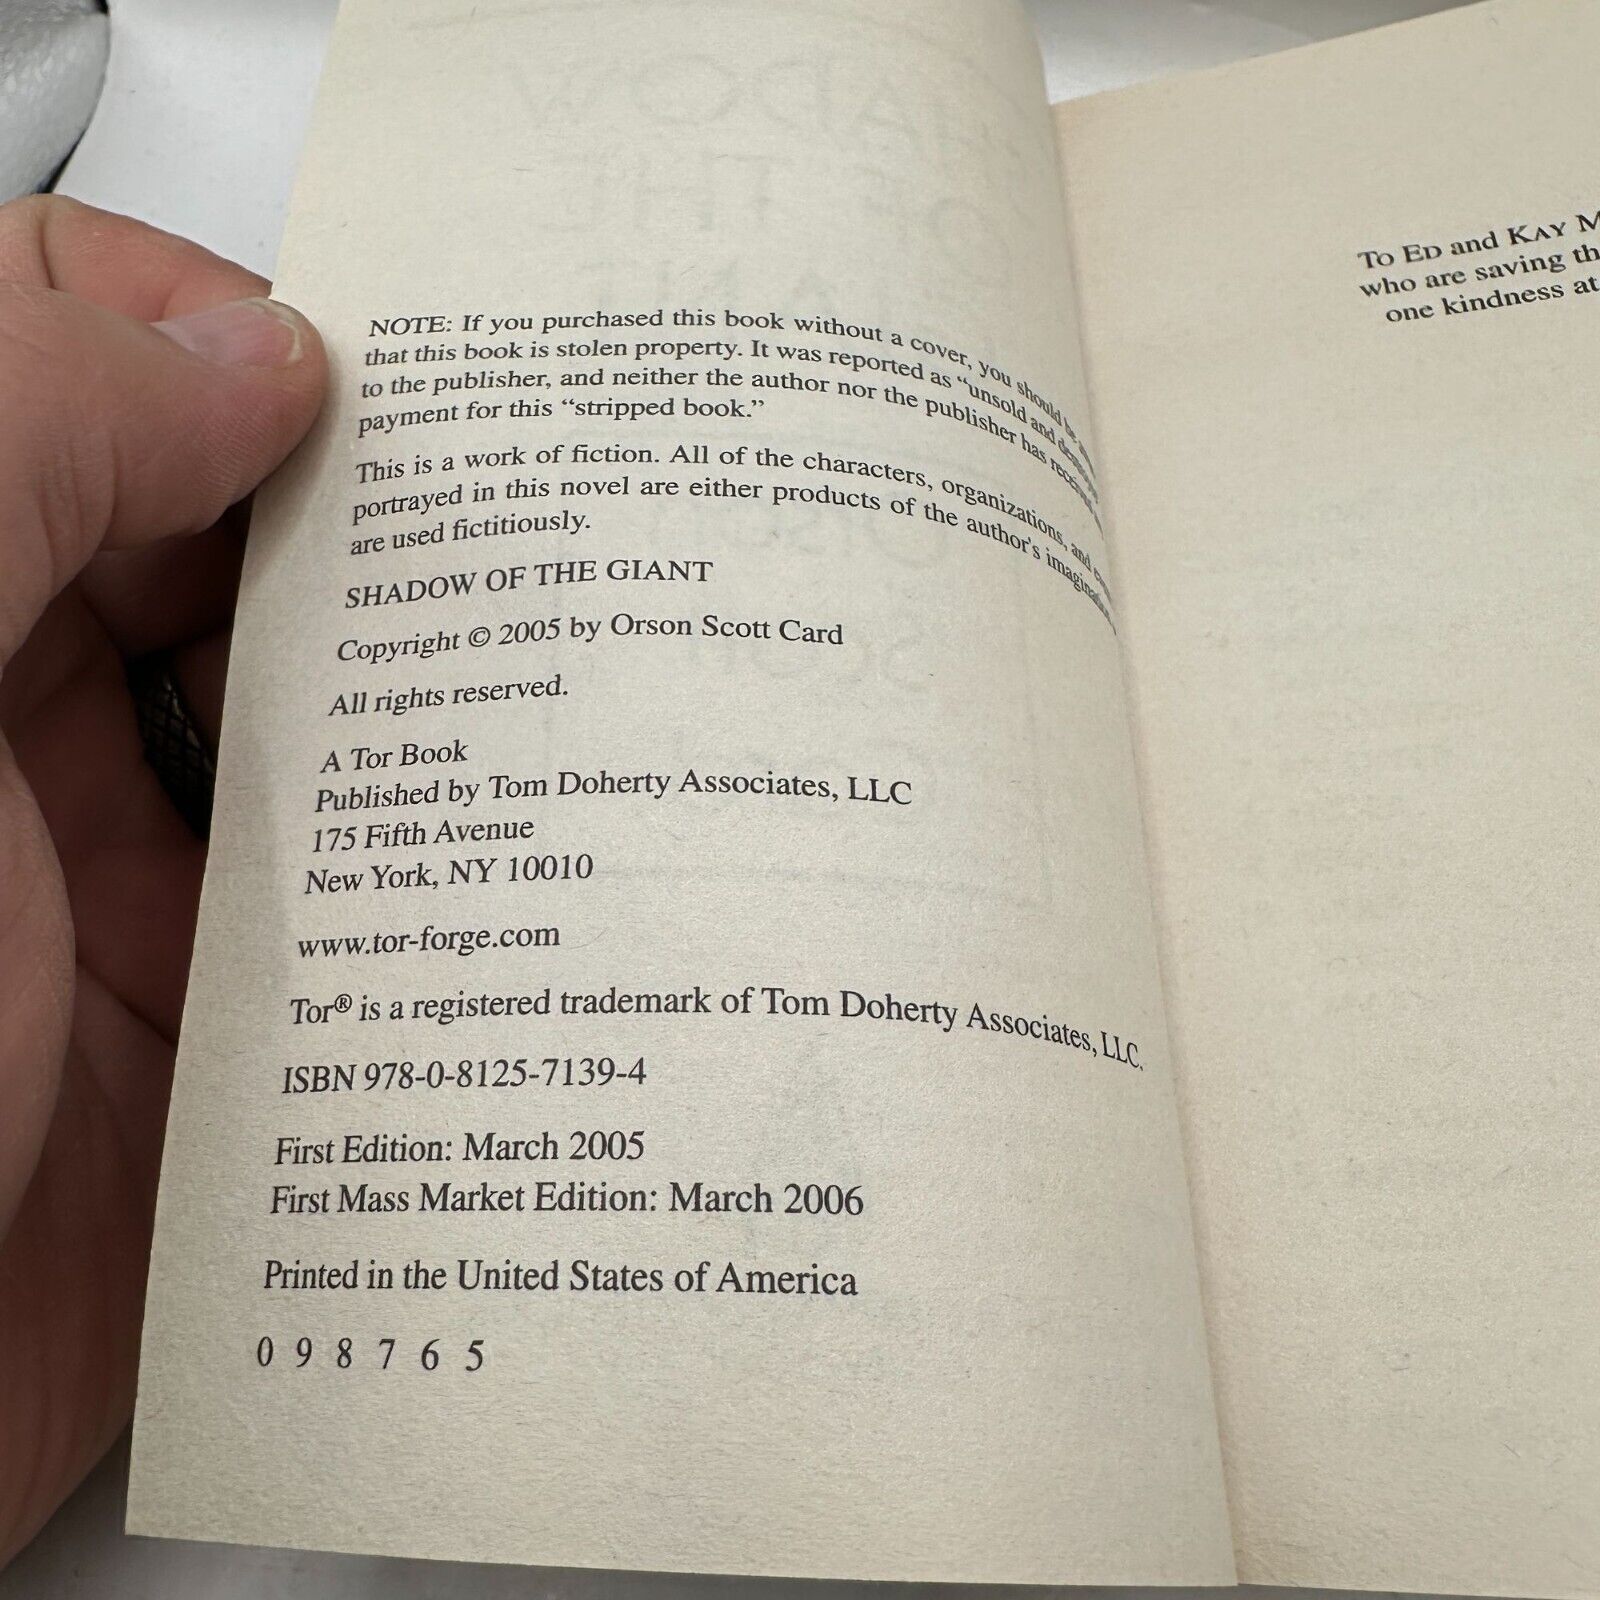 NOTE: If you purchased this book without a cover, you should be
that this book is stolen property. It was reported as “unsold and
to the publisher, and neither the author nor the publisher has received
payment for this “stripped book.”
This is a work of fiction. All of the characters, organizations, and
portrayed in this novel are either products of the author's
are used fictitiously.
SHADOW OF THE GIANT
Copyright © 2005 by Orson Scott Card
All rights reserved.
A Tor Book
Published by Tom Doherty Associates, LLC
175 Fifth Avenue
New York, NY 10010
www.tor-forge.com
Tor® is a registered trademark of Tom Doherty Associates, LLC.
ISBN 978-0-8125-7139-4
First Edition: March 2005
First Mass Market Edition: March 2006
Printed in the United States of America
0 9 8 7 6 5
To ED and KAY M
who are saving th
one kindness at